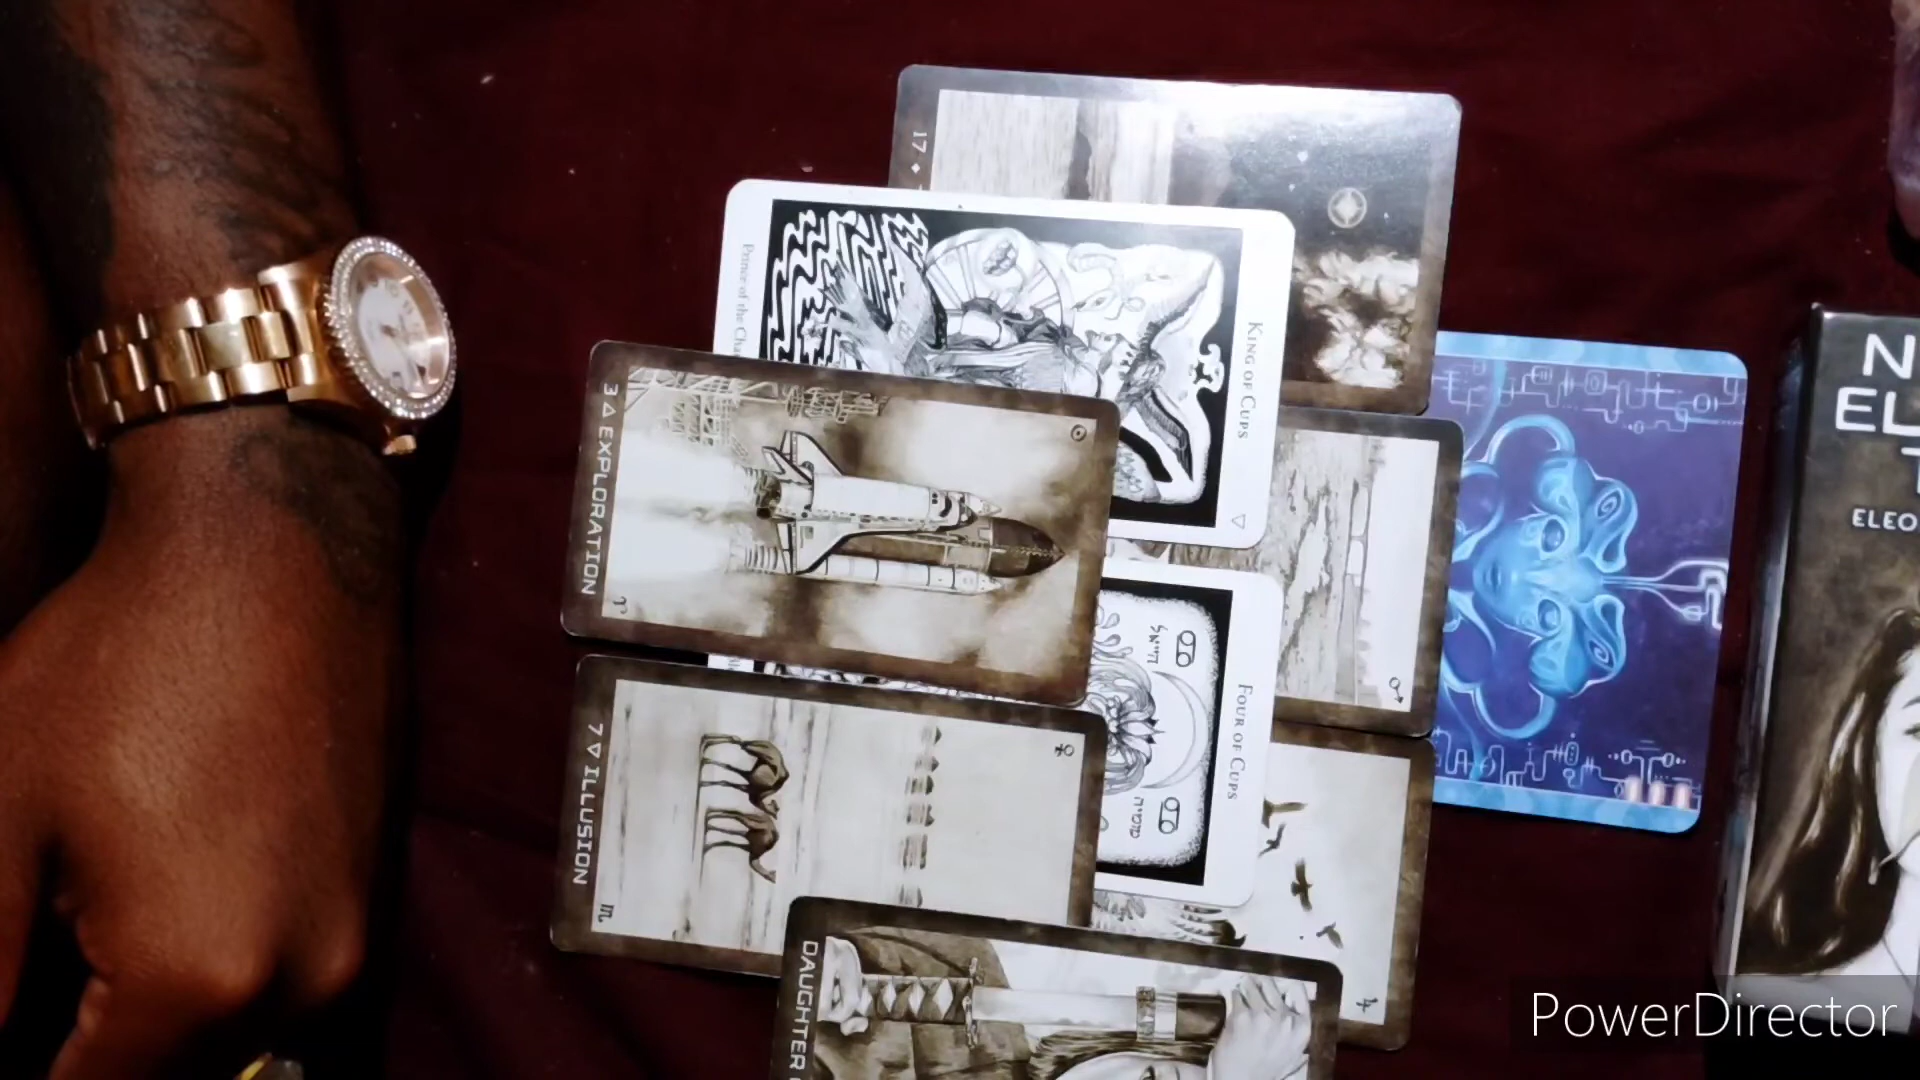 17
Prince of the Cha
KING OF CUPS
3 EXPLORATION
FOUR OF CUPS
7 ILLUSION
DAUGHTER
N
EL
T
ELEO
PowerDirector